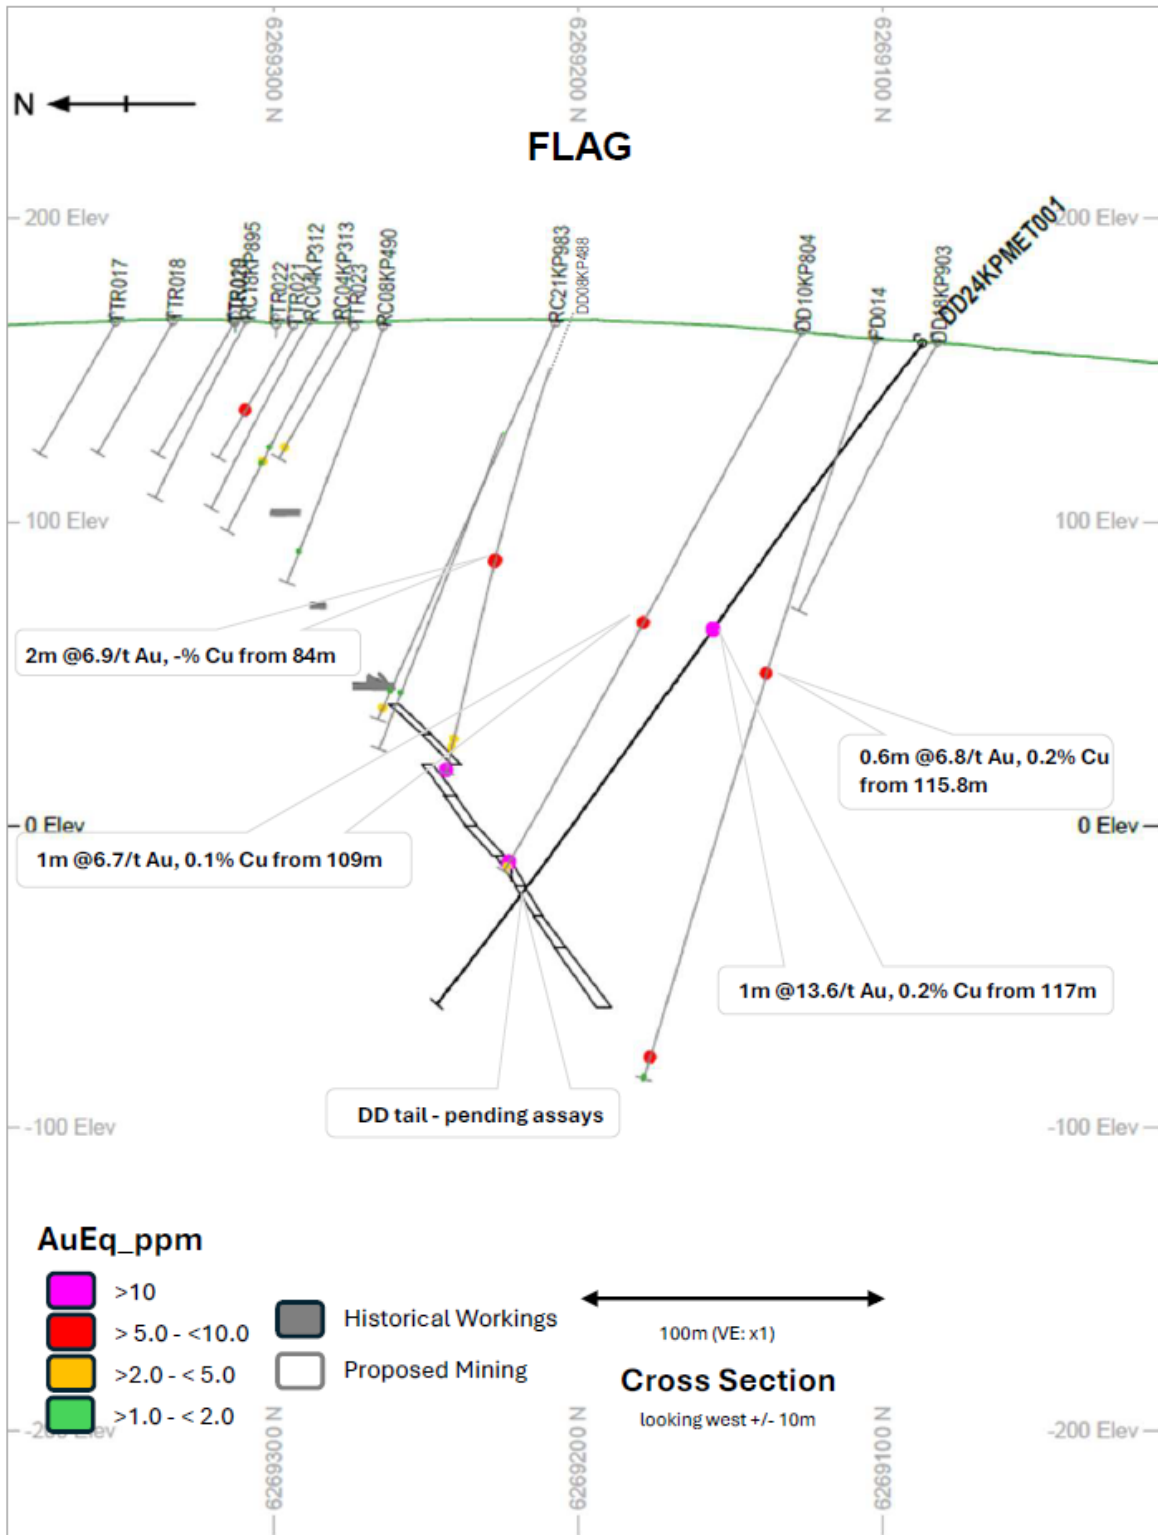 6269300 N
6269200 N
6269100 N
N
FLAG
200 Elev
200 Elev
TTR017
TTR018
RC18KP895
TTR022
TTR021
RC04KP312
RC04KP313
TTR023
RC08KP490
RC21KP983
DD08KP488
DD10KP804
PD014
DD18KP903
DD24KPMET001
100 Elev
100 Elev
2m @6.9/t Au, -% Cu from 84m
0.6m @6.8/t Au, 0.2% Cu
from 115.8m
0 Elev
0 Elev
1m @6.7/t Au, 0.1% Cu from 109m
1m @13.6/t Au, 0.2% Cu from 117m
DD tail - pending assays
-100 Elev
-100 Elev
AuEq_ppm
>10
> 5.0 - <10.0
>2.0 - < 5.0
>1.0 - < 2.0
Historical Workings
Proposed Mining
100m (VE: x1)
Cross Section
looking west +/- 10m
-200 Elev
-200 Elev
6269300 N
6269200 N
6269100 N